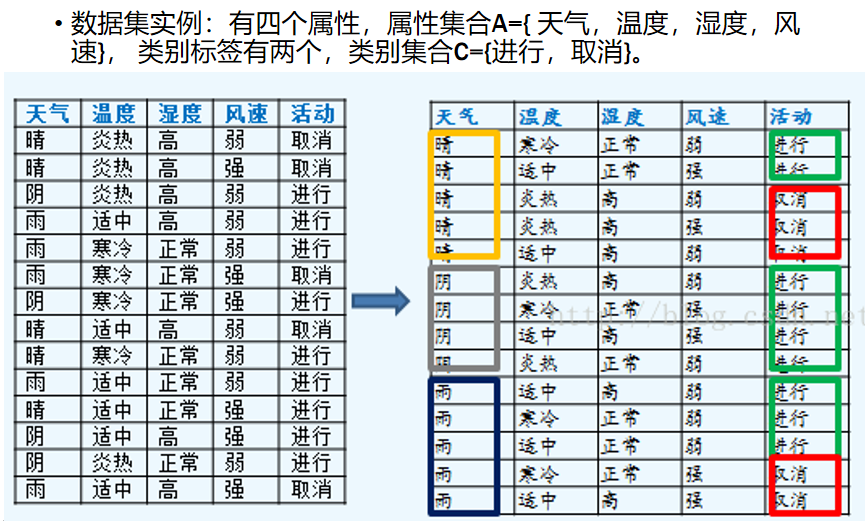 • 数据集实例：有四个属性，属性集合A={ 天气，温度，湿度，风
速}， 类别标签有两个，类别集合C={进行，取消}。
天气 温度 湿度 风速 活动
晴 炎热 高 弱 取消
晴 炎热 高 强 取消
阴 炎热 高 弱 进行
雨 适中 高 弱 进行
雨 寒冷 正常 弱 进行
雨 寒冷 正常 强 取消
阴 寒冷 正常 强 进行
晴 适中 高 弱 取消
晴 寒冷 正常 弱 进行
雨 适中 正常 弱 进行
晴 适中 正常 强 进行
阴 适中 高 强 进行
阴 炎热 正常 弱 进行
雨 适中 高 强 取消
天气 温度 湿度 风速 活动
晴 寒冷 正常 弱 进行
晴 适中 正常 强 进行
晴 炎热 高 弱 取消
晴 炎热 高 强 取消
晴 适中 高 弱 取消
阴 炎热 高 弱 进行
阴 寒冷 正常 强 进行
阴 适中 高 强 进行
阴 炎热 正常 弱 进行
雨 适中 高 弱 进行
雨 寒冷 正常 弱 进行
雨 适中 正常 弱 进行
雨 寒冷 正常 强 取消
雨 适中 高 强 取消
http://blog.csdn.net